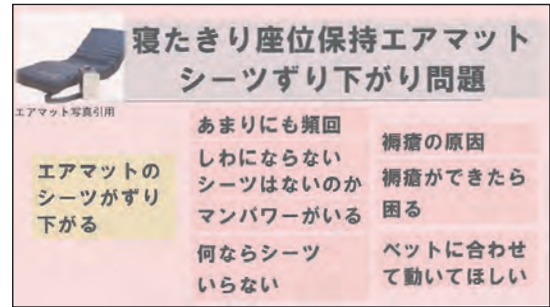 寝たきり座位保持エアマット
シーツずり下がり問題
エアマット写真引用
エアマットの
シーツがずり
下がる
あまりにも頻回
しわにならない
シーツはないのか
マンパワーがいる
何ならシーツ
いらない
褥瘡の原因
褥瘡ができたら
困る
ベットに合わせ
て動いてほしい